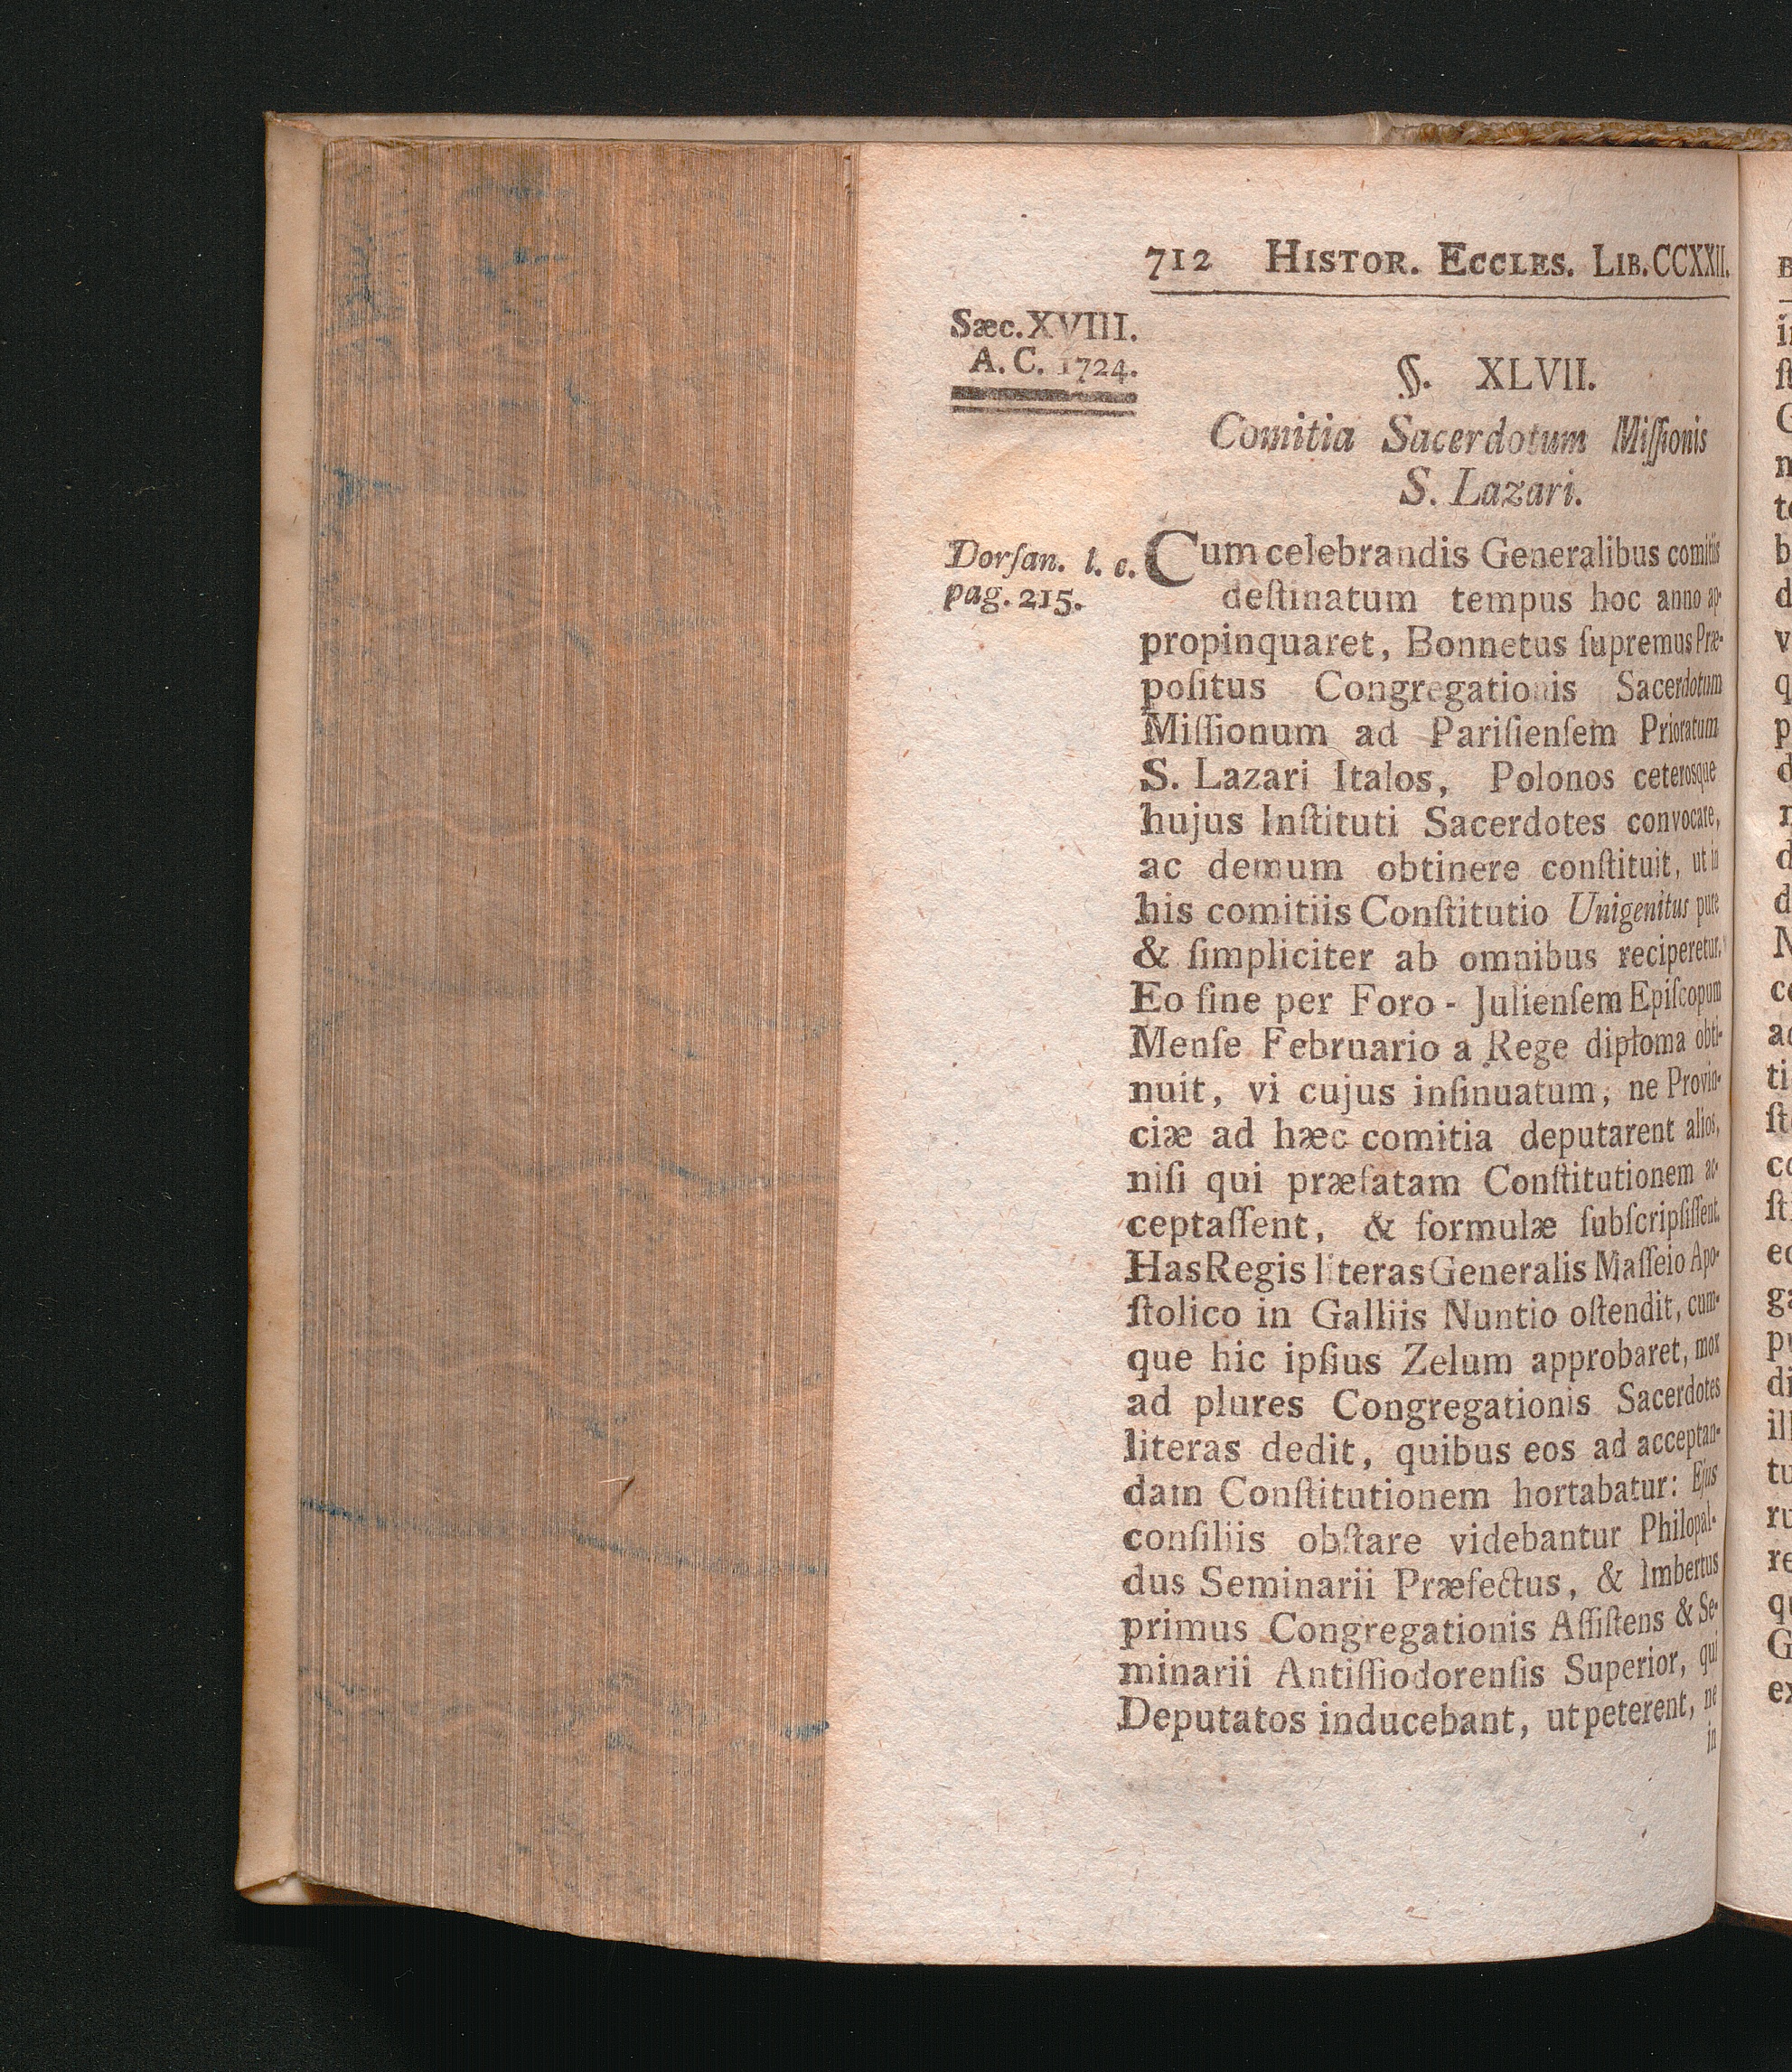 712 HISTOR. ECCLES. LIB. CCXXII.
Sæc. XVIII.
A. C. 1724.
§. XLVII.
Comitia Sacerdotum Miſſionis
S. Lazari.
Dorſan. l. c.
pag. 215.
Cum celebrandis Generalibus comitiis
deſtinatum tempus hoc anno ap-
propinquaret, Bonnetus ſupremus Præ-
poſitus Congregationis Sacerdotum
Miſſionum ad Pariſienſem Prioratum
S. Lazari Italos, Polonos ceterosque
hujus Inſtituti Sacerdotes convocare,
ac demum obtinere conſtituit, ut in
his comitiis Conſtitutio Unigenitus pure
& ſimpliciter ab omnibus reciperetur.
Eo fine per Foro - Julienſem Epiſcopum
Menſe Februario a Rege diploma obti-
nuit, vi cujus inſinuatum, ne Provin-
ciæ ad hæc comitia deputarent alios,
niſi qui præfatam Conſtitutionem ac-
ceptaſſent, & formulæ ſubſcripſiſſent.
Has Regis literas Generalis Maſſeio Apo-
ſtolico in Galliis Nuntio oſtendit, cum-
que hic ipſius Zelum approbaret, mox
ad plures Congregationis Sacerdotes
literas dedit, quibus eos ad acceptan-
dam Conſtitutionem hortabatur: Ejus
conſiliis obſtare videbantur Philopal-
dus Seminarii Præfectus, & Imbertus
primus Congregationis Aſſiſtens & Se-
minarii Antiſſiodorenſis Superior, qui
Deputatos inducebant, ut peterent, ne
in